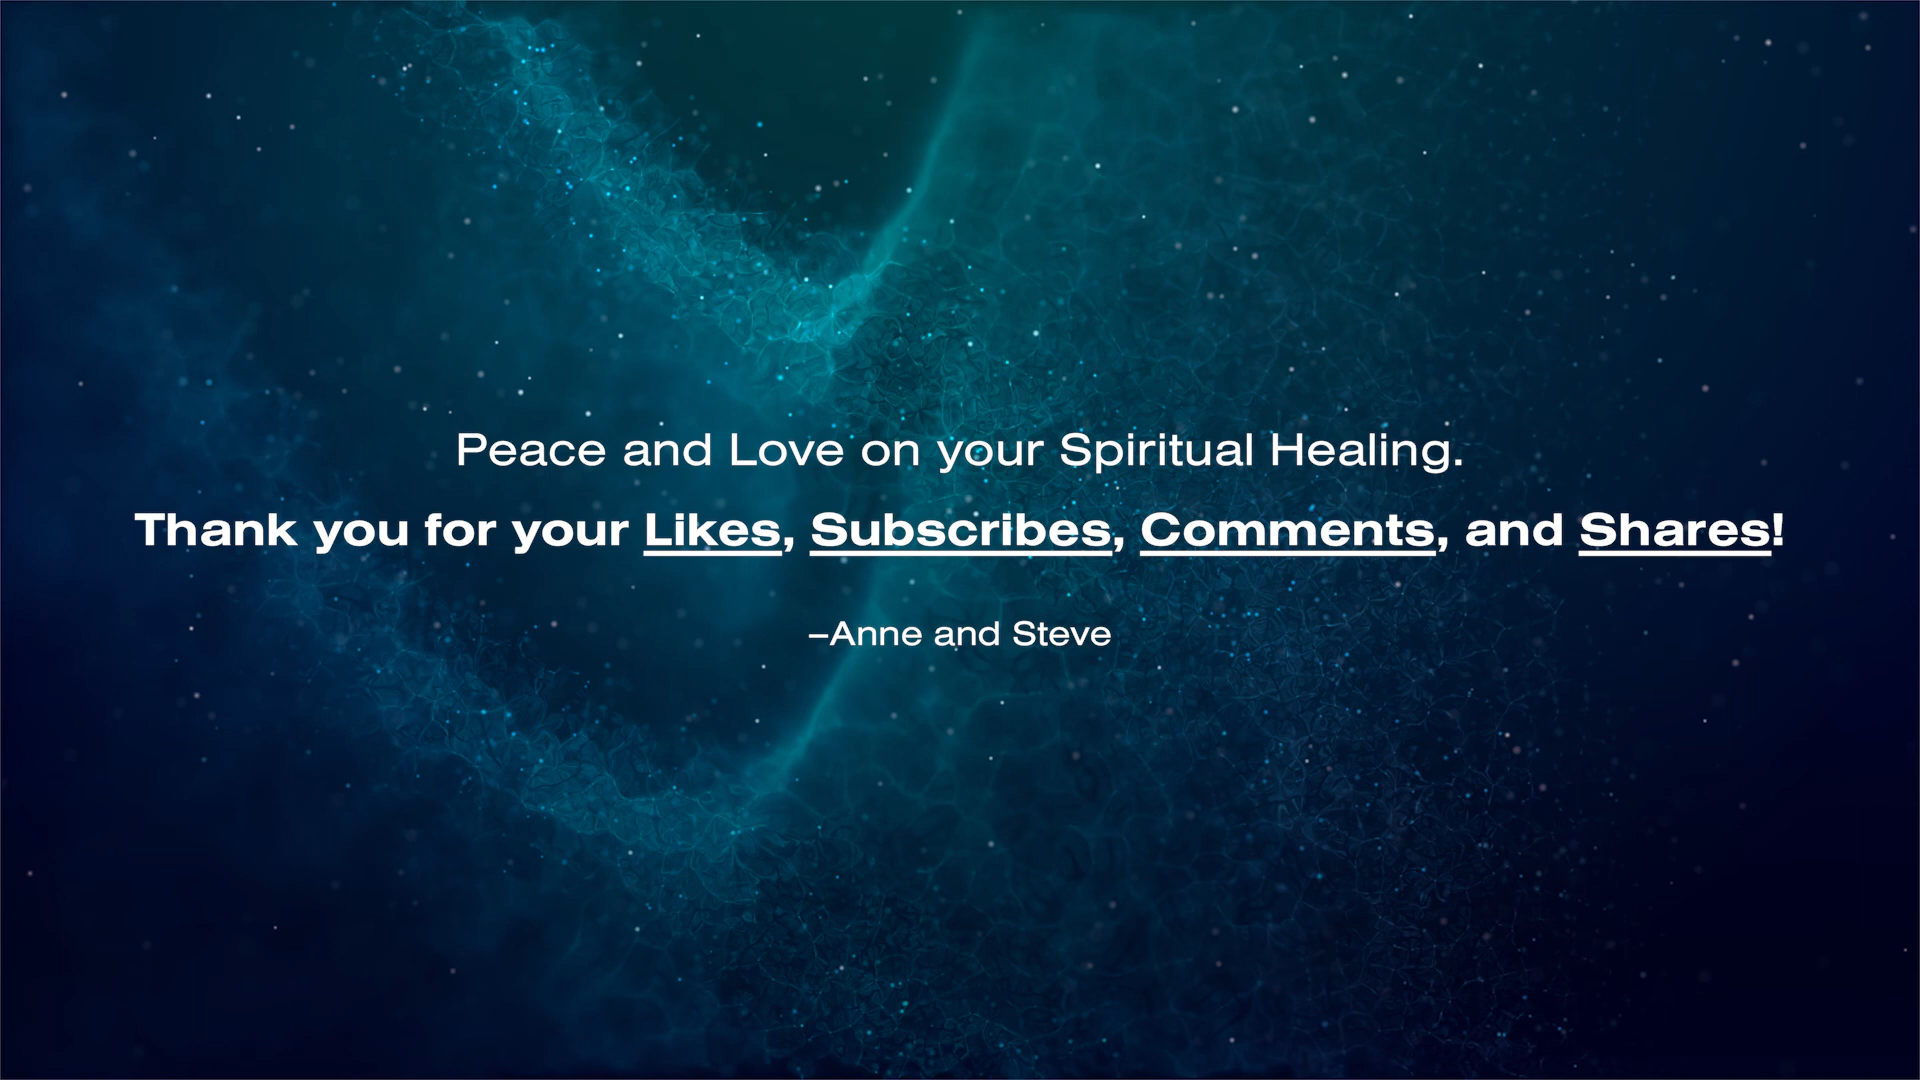 Peace and Love on your Spiritual Healing.
Thank you for your Likes, Subscribes, Comments, and Shares!
–Anne and Steve